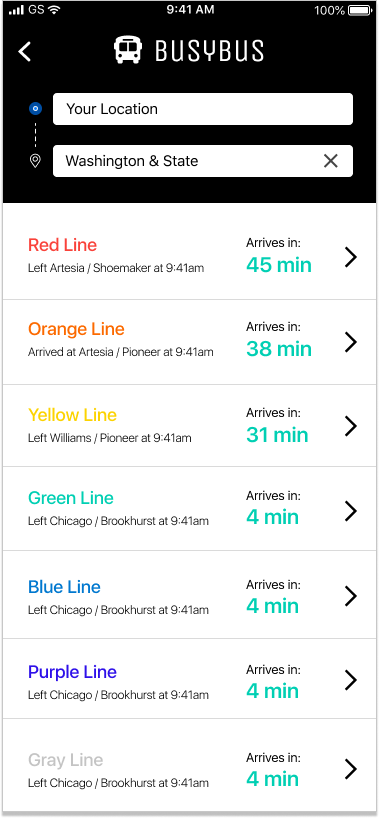 GS 9:41 AM 100%
BUSYBUS
Your Location
Washington & State
Red Line
Left Artesia / Shoemaker at 9:41am
Arrives in:
45 min
Orange Line
Arrived at Artesia / Pioneer at 9:41am
Arrives in:
38 min
Yellow Line
Left Williams / Pioneer at 9:41am
Arrives in:
31 min
Green Line
Left Chicago / Brookhurst at 9:41am
Arrives in:
4 min
Blue Line
Left Chicago / Brookhurst at 9:41am
Arrives in:
4 min
Purple Line
Left Chicago / Brookhurst at 9:41am
Arrives in:
4 min
Gray Line
Left Chicago / Brookhurst at 9:41am
Arrives in:
4 min